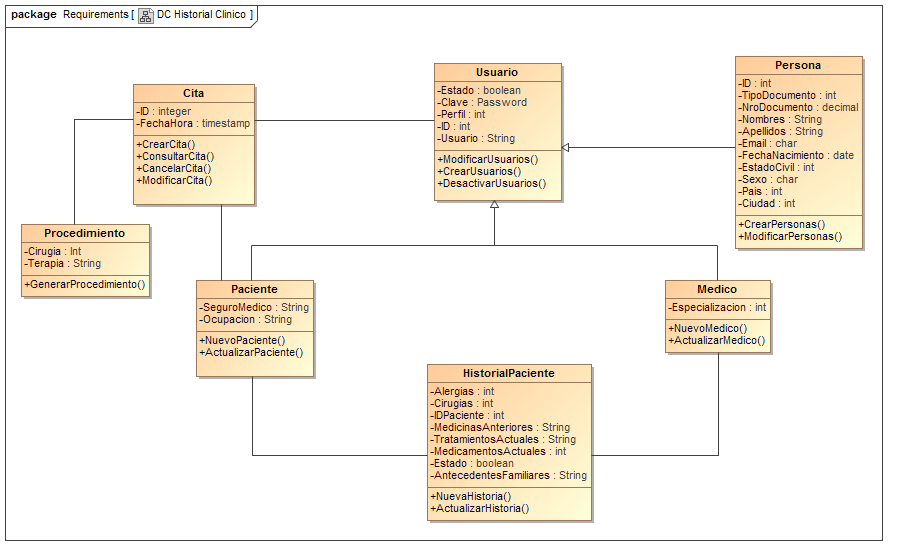 package Requirements [ DC Historial Clinico ]
Cita
-ID : integer
-FechaHora : timestamp
+CrearCita()
+ConsultarCita()
+CancelarCita()
+ModificarCita()
Usuario
-Estado : boolean
-Clave : Password
-Perfil : int
-ID : int
-Usuario : String
+ModificarUsuarios()
+CrearUsuarios()
+DesactivarUsuarios()
Persona
-ID : int
-TipoDocumento : int
-NroDocumento : decimal
-Nombres : String
-Apellidos : String
-Email : char
-FechaNacimiento : date
-EstadoCivil : int
-Sexo : char
-Pais : int
-Ciudad : int
+CrearPersonas()
+ModificarPersonas()
Procedimiento
-Cirugia : Int
-Terapia : String
+GenerarProcedimiento()
Paciente
-SeguroMedico : String
-Ocupacion : String
+NuevoPaciente()
+ActualizarPaciente()
Medico
-Especializacion : int
+NuevoMedico()
+ActualizarMedico()
HistorialPaciente
-Alergias : int
-Cirugias : int
-IDPaciente : int
-MedicinasAnteriores : String
-TratamientosActuales : String
-MedicamentosActuales : int
-Estado : boolean
-AntecedentesFamiliares : String
+NuevaHistoria()
+ActualizarHistoria()